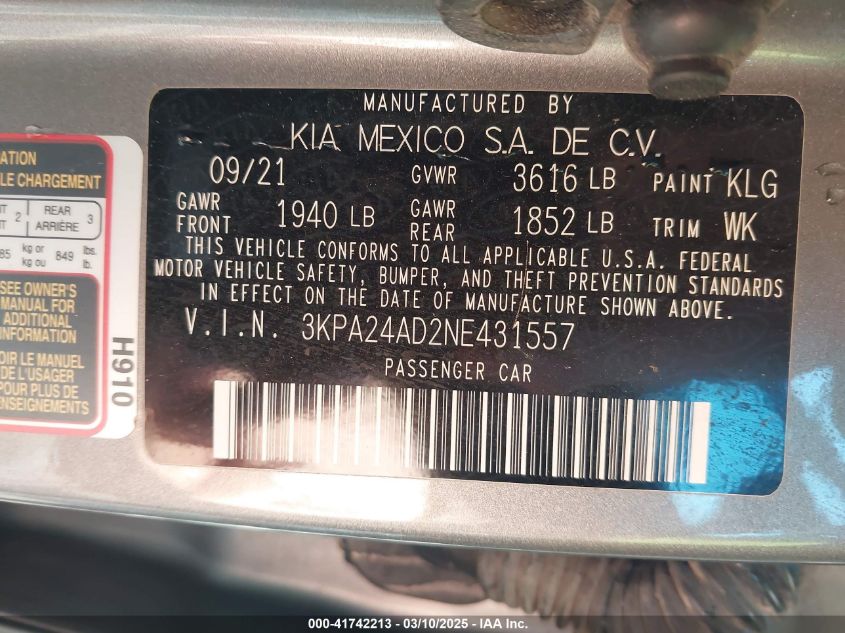 MANUFACTURED BY
KIA MEXICO S.A. DE C.V.
09/21 GVWR 3616 LB PAINT KLG
GAWR FRONT 1940 LB GAWR REAR 1852 LB TRIM WK
THIS VEHICLE CONFORMS TO ALL APPLICABLE U.S.A. FEDERAL
MOTOR VEHICLE SAFETY, BUMPER, AND THEFT PREVENTION STANDARDS
IN EFFECT ON THE DATE OF MANUFACTURE SHOWN ABOVE.
V.I.N. 3KPA24AD2NE431557
PASSENGER CAR
CHARGEMENT
2 REAR ARRIÈRE 3
kg or kg ou 849 lbs. lb.
SEE OWNER'S
MANUAL FOR
ADDITIONAL
INFORMATION
LE MANUEL
DE L'USAGER
POUR PLUS DE
H910
000-41742213 - 03/10/2025 - IAA Inc.